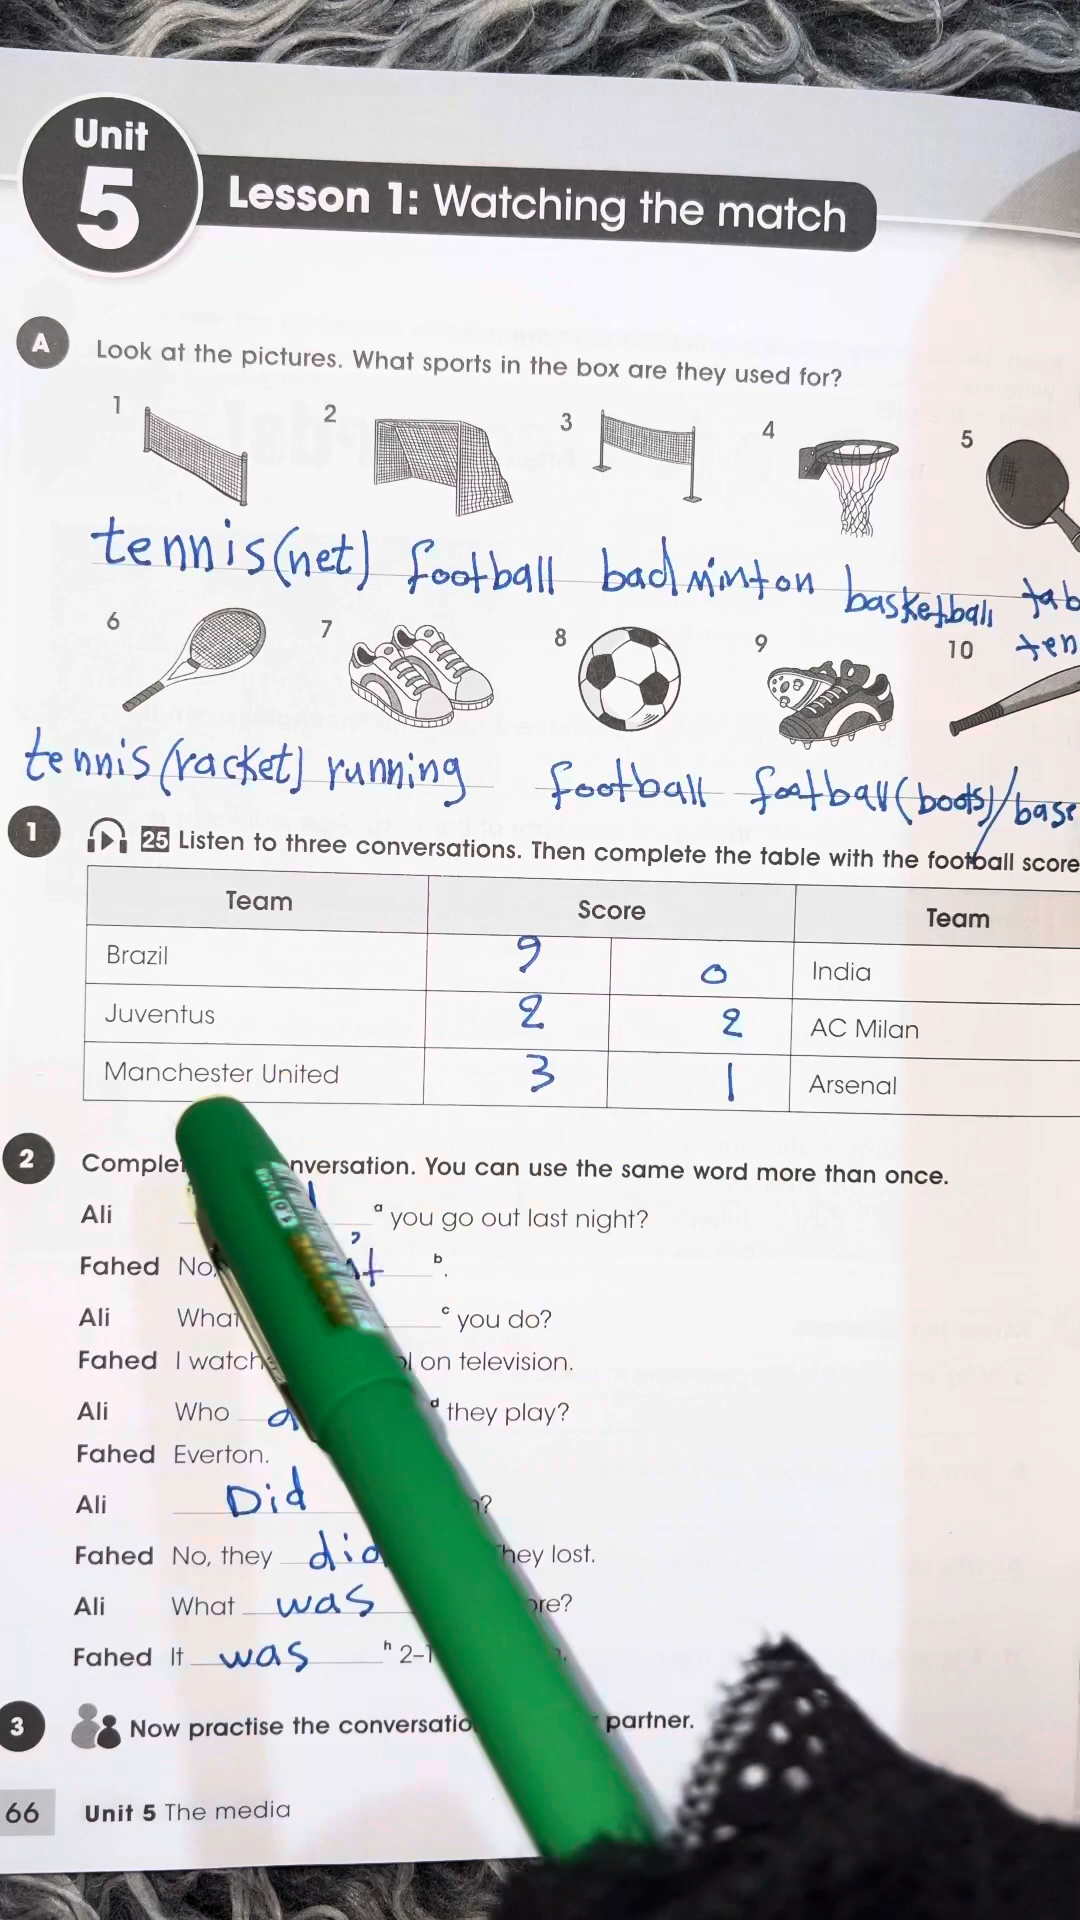 Unit
5
Lesson 1: Watching the match
A Look at the pictures. What sports in the box are they used for?
1 2 3 4 5
tennis(net) football badminton basketball
6 7 8 9 10
tennis (racket) running football football (boots)/
1 25 Listen to three conversations. Then complete the table with the football
Team Score Team
Brazil 9 0 India
Juventus 2 2 AC Milan
Manchester United 3 1 Arsenal
2 You can use the same word more than once.
Ali a you go out last night?
Fahed No, b.
Ali c you do?
Fahed I on television.
Ali Who d they play?
Fahed Everton.
Ali Did
Fahed No, they lost.
Ali What was
Fahed It was h
3 Now practise the partner.
66 Unit 5 The media